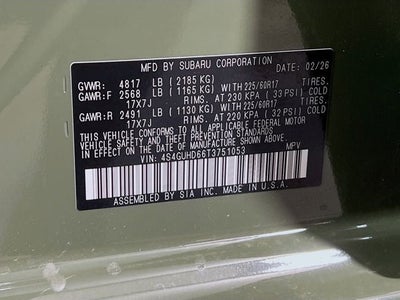 MFD. BY SUBARU CORPORATION DATE: 02/26
GVWR: 4817 LB ( 2185 KG)
GAWR:F 2568 LB ( 1165 KG) WITH 225/60R17 TIRES.
17X7J RIMS. AT 230 KPA ( 33 PSI) COLD
GAWR:R 2491 LB ( 1130 KG) WITH 225/60R17 TIRES.
17X7J RIMS. AT 220 KPA ( 32 PSI) COLD
THIS VEHICLE CONFORMS TO ALL APPLICABLE FEDERAL MOTOR
VEHICLE SAFETY AND THEFT PREVENTION STANDARDS
IN EFFECT ON THE DATE OF MANUFACTURE SHOWN ABOVE.
VIN: 4S4GUHD66T3751053 MPV
ASSEMBLED BY SIA INC. MADE IN U.S.A.